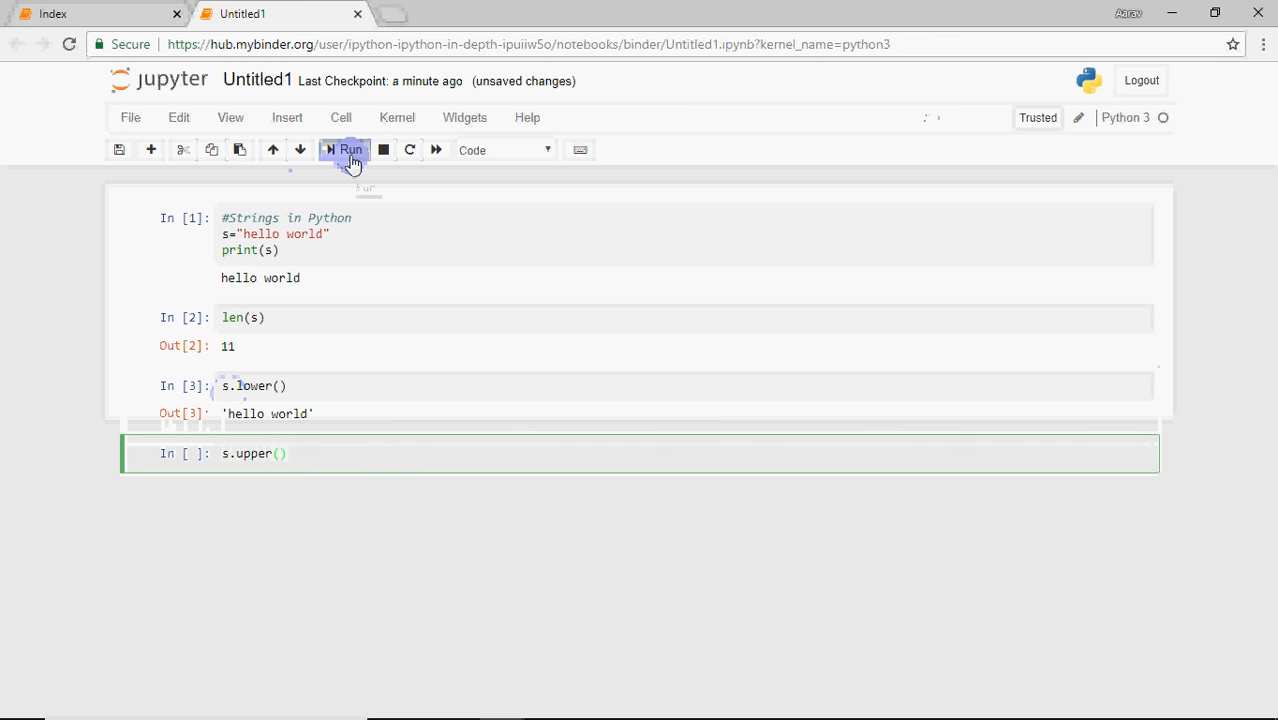 Index
Untitled1
Aarav
Secure https://hub.mybinder.org/user/ipython-ipython-in-depth-ipuiiw5o/notebooks/binder/Untitled1.ipynb?kernel_name=python3
jupyter Untitled1 Last Checkpoint: a minute ago (unsaved changes)
Logout
File Edit View Insert Cell Kernel Widgets Help
Trusted Python 3
Run Code
In [1]: #Strings in Python
s="hello world"
print(s)
hello world
In [2]: len(s)
Out[2]: 11
In [3]: s.lower()
Out[3]: 'hello world'
In [ ]: s.upper()